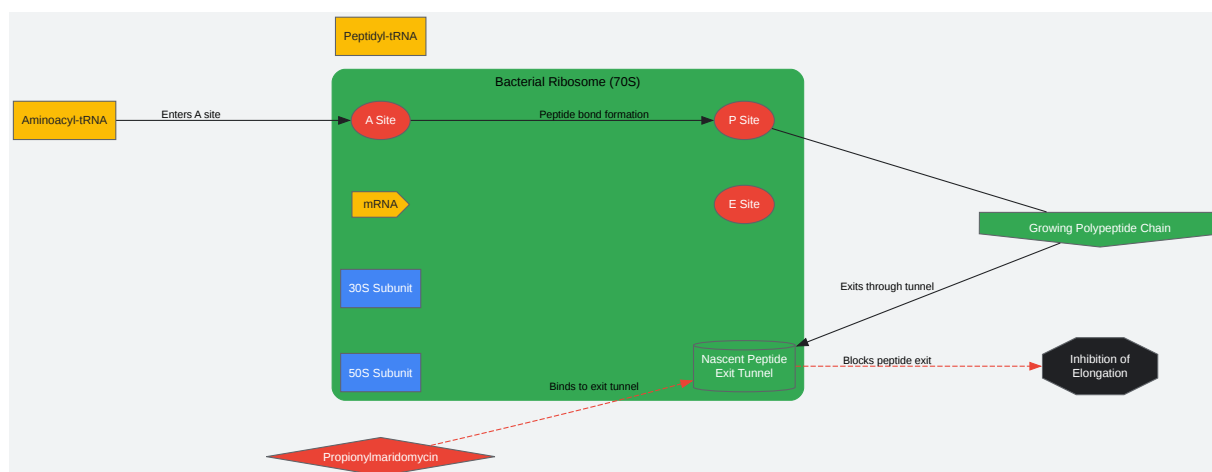 Peptidyl-tRNA
Bacterial Ribosome (70S)
Aminoacyl-tRNA
Enters A site
A Site
Peptide bond formation
P Site
mRNA
E Site
Growing Polypeptide Chain
30S Subunit
Exits through tunnel
50S Subunit
Nascent Peptide
Exit Tunnel
Blocks peptide exit
Inhibition of
Elongation
Binds to exit tunnel
Propionylmaridomycin